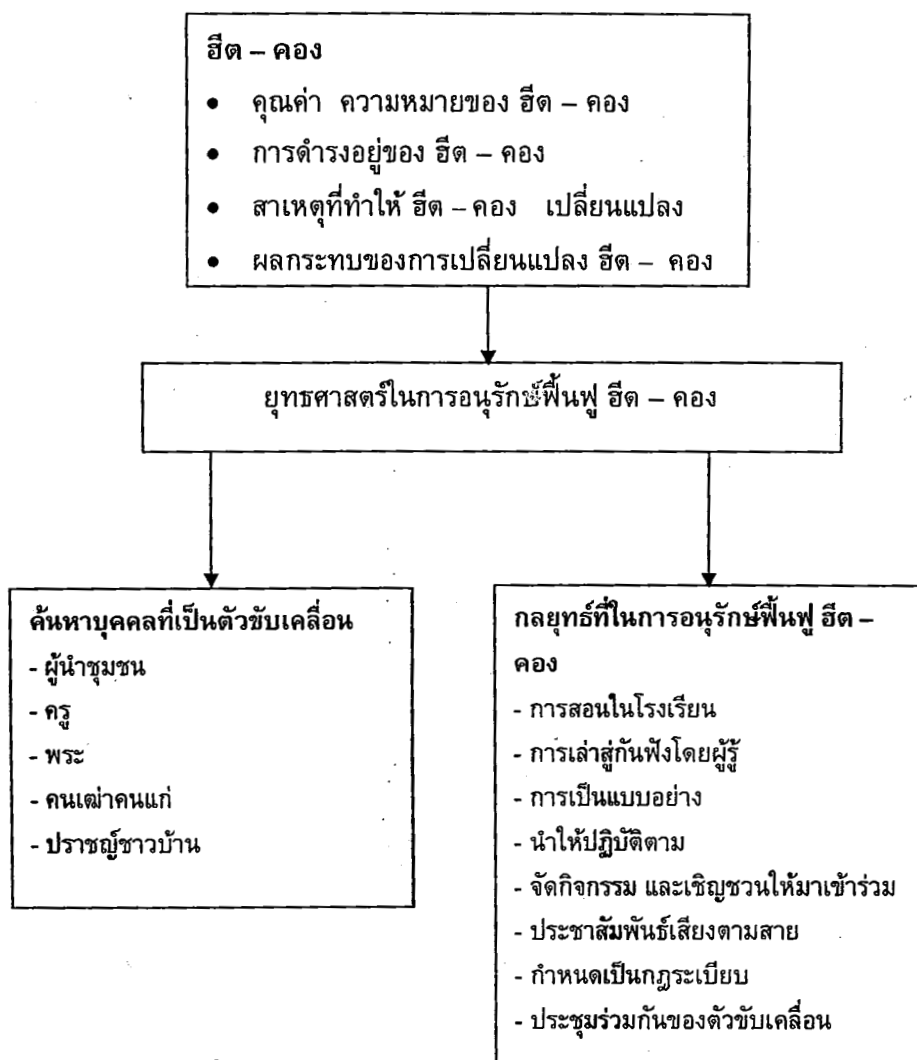 ฮีต – คอง
• คุณค่า ความหมายของ ฮีต – คอง
• การดำรงอยู่ของ ฮีต – คอง
• สาเหตุที่ทำให้ ฮีต – คอง เปลี่ยนแปลง
• ผลกระทบของการเปลี่ยนแปลง ฮีต – คอง
ยุทธศาสตร์ในการอนุรักษ์ฟื้นฟู ฮีต – คอง
ค้นหาบุคคลที่เป็นตัวขับเคลื่อน
- ผู้นำชุมชน
- ครู
- พระ
- คนเฒ่าคนแก่
- ปราชญ์ชาวบ้าน
กลยุทธ์ที่ในการอนุรักษ์ฟื้นฟู ฮีต –
คอง
- การสอนในโรงเรียน
- การเล่าสู่กันฟังโดยผู้รู้
- การเป็นแบบอย่าง
- นำให้ปฏิบัติตาม
- จัดกิจกรรม และเชิญชวนให้มาเข้าร่วม
- ประชาสัมพันธ์เสียงตามสาย
- กำหนดเป็นกฎระเบียบ
- ประชุมร่วมกันของตัวขับเคลื่อน